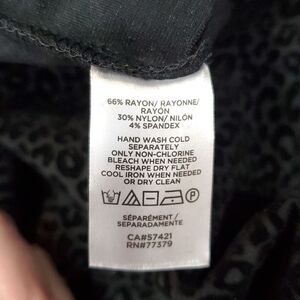 66% RAYON/ RAYONNE/
RAYÓN
30% NYLON/ NILÓN
4% SPANDEX
HAND WASH COLD
SEPARATELY
ONLY NON-CHLORINE
BLEACH WHEN NEEDED
RESHAPE DRY FLAT
COOL IRON WHEN NEEDED
OR DRY CLEAN
P
SÉPARÉMENT/
SEPARADAMENTE
CA#57421
RN#77379